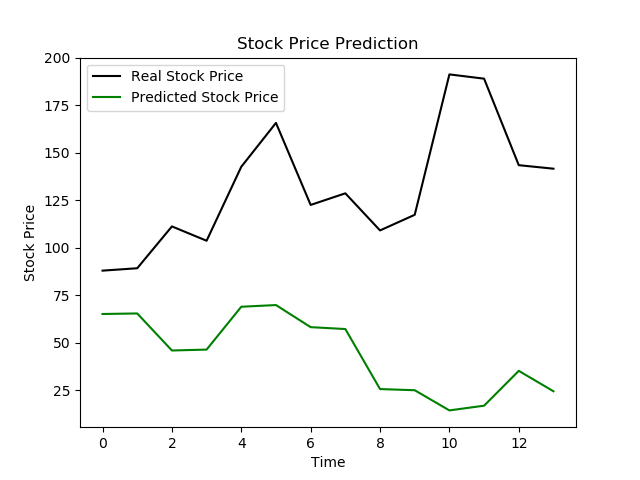 Stock Price Prediction
Real Stock Price
Predicted Stock Price
Stock Price
200
175
150
125
100
75
50
25
0 2 4 6 8 10 12
Time